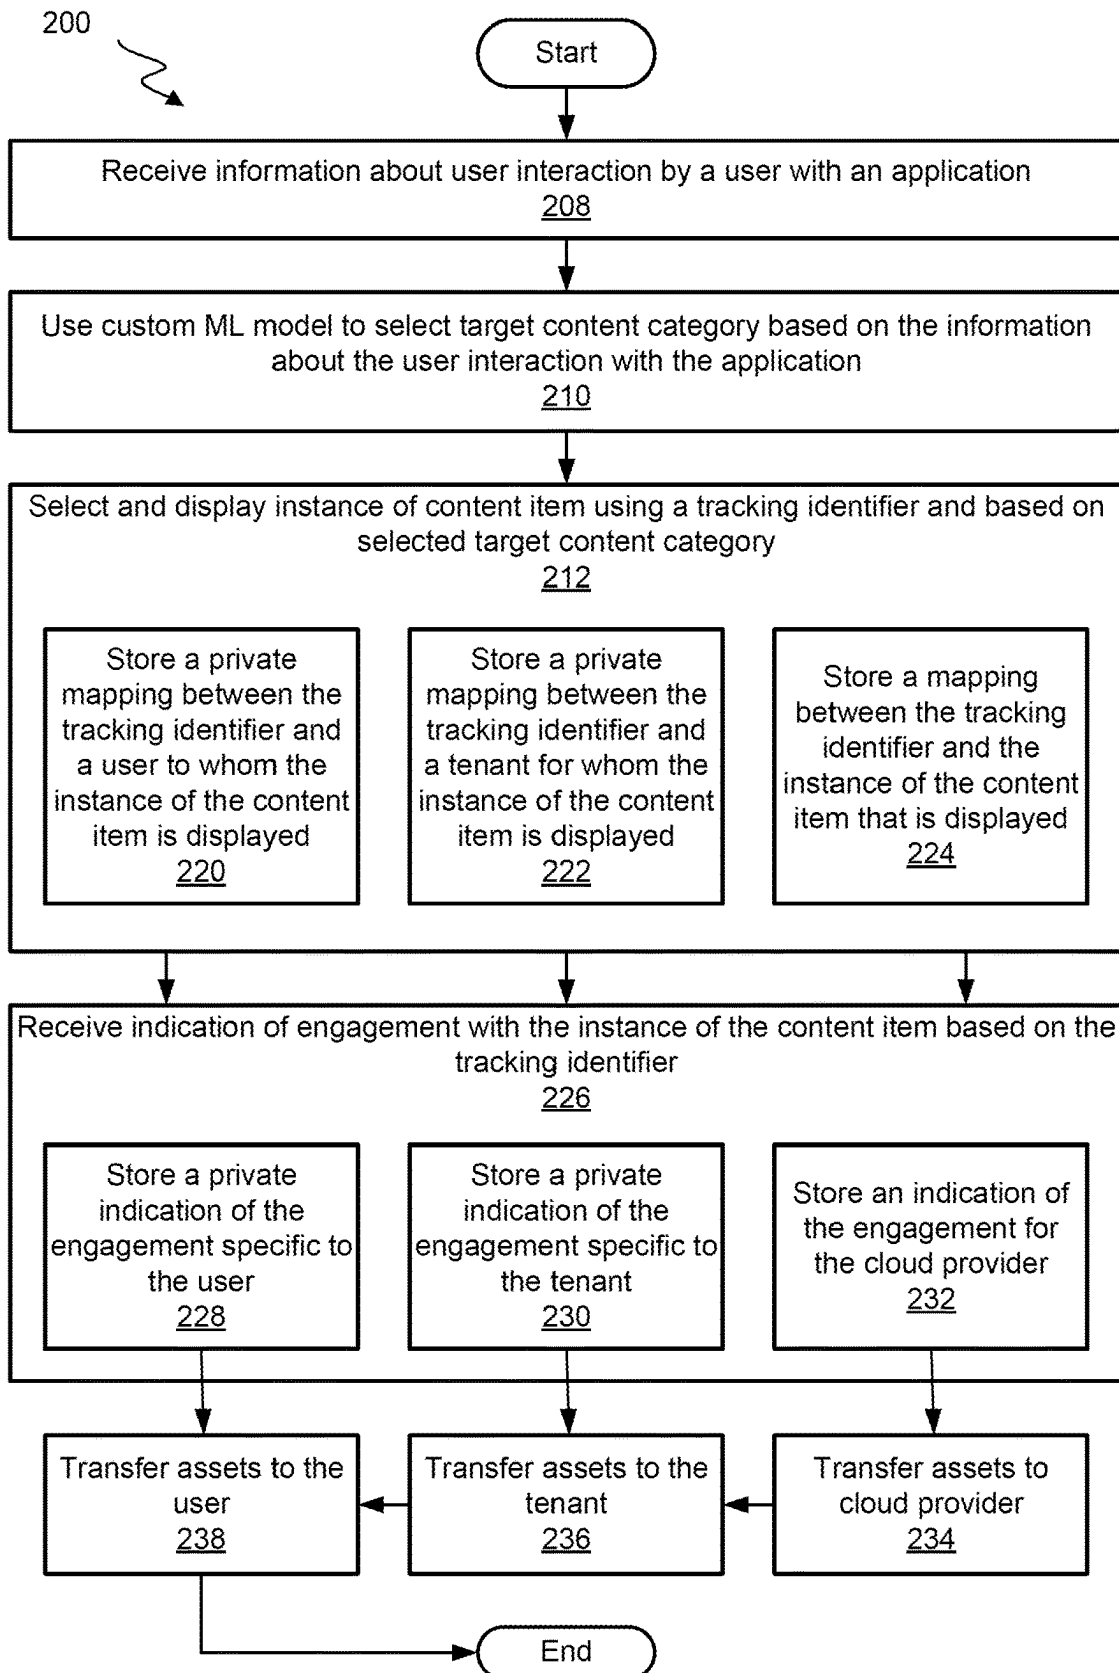 200
Start
Receive information about user interaction by a user with an application
208
Use custom ML model to select target content category based on the information
about the user interaction with the application
210
Select and display instance of content item using a tracking identifier and based on
selected target content category
212
Store a private
mapping between the
tracking identifier and
a user to whom the
instance of the content
item is displayed
220
Store a private
mapping between the
tracking identifier and
a tenant for whom the
instance of the content
item is displayed
222
Store a mapping
between the tracking
identifier and the
instance of the content
item that is displayed
224
Receive indication of engagement with the instance of the content item based on the
tracking identifier
226
Store a private
indication of the
engagement specific to
the user
228
Store a private
indication of the
engagement specific to
the tenant
230
Store an indication of
the engagement for
the cloud provider
232
Transfer assets to the
user
238
Transfer assets to the
tenant
236
Transfer assets to
cloud provider
234
End